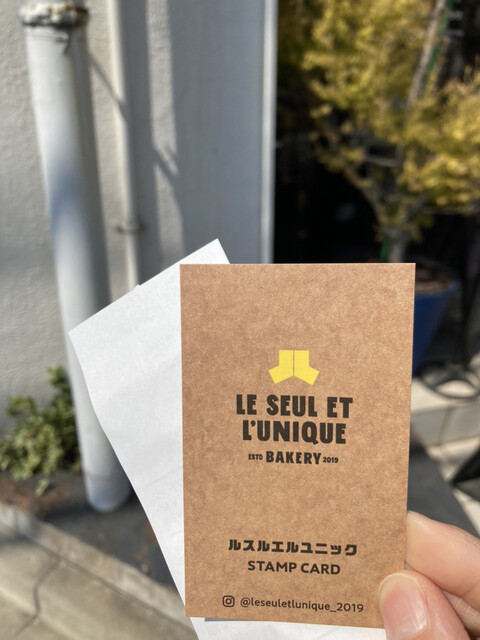 LE SEUL ET
L'UNIQUE
ESTD BAKERY 2019
ルスルエルユニック
STAMP CARD
@leseuletlunique_2019